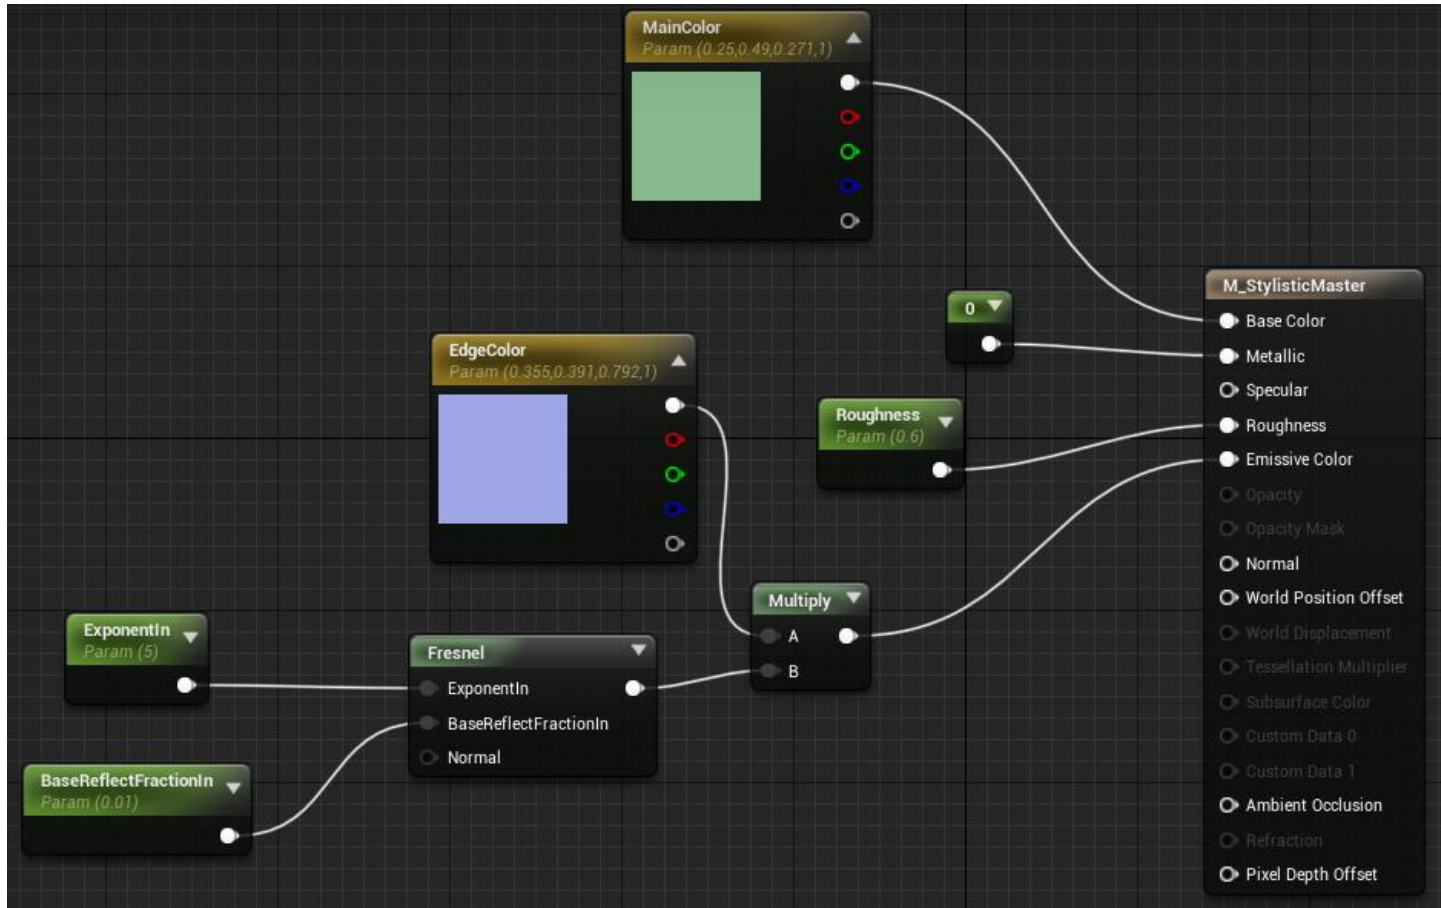 MainColor
Param (0.25,0.49,0.271,1)
M_StylisticMaster
0
Base Color
EdgeColor
Param (0.355,0.391,0.792,1)
Metallic
Specular
Roughness
Param (0.6)
Roughness
Emissive Color
Opacity
Opacity Mask
Normal
Multiply
A
B
World Position Offset
World Displacement
Tessellation Multiplier
Subsurface Color
Custom Data 0
Custom Data 1
Ambient Occlusion
Refraction
Pixel Depth Offset
ExponentIn
Param (5)
Fresnel
ExponentIn
BaseReflectFractionIn
Normal
BaseReflectFractionIn
Param (0.01)